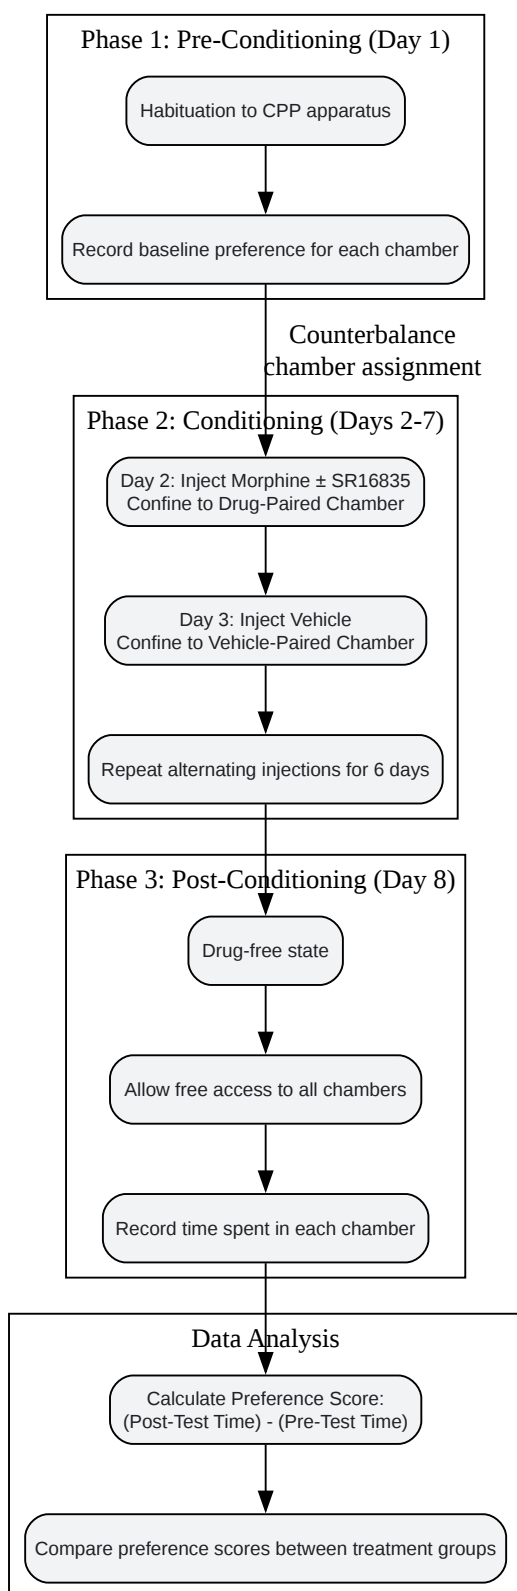 Phase 1: Pre-Conditioning (Day 1)
Habituation to CPP apparatus
Record baseline preference for each chamber
Counterbalance
chamber assignment
Phase 2: Conditioning (Days 2-7)
Day 2: Inject Morphine ± SR16835
Confine to Drug-Paired Chamber
Day 3: Inject Vehicle
Confine to Vehicle-Paired Chamber
Repeat alternating injections for 6 days
Phase 3: Post-Conditioning (Day 8)
Drug-free state
Allow free access to all chambers
Record time spent in each chamber
Data Analysis
Calculate Preference Score:
(Post-Test Time) - (Pre-Test Time)
Compare preference scores between treatment groups